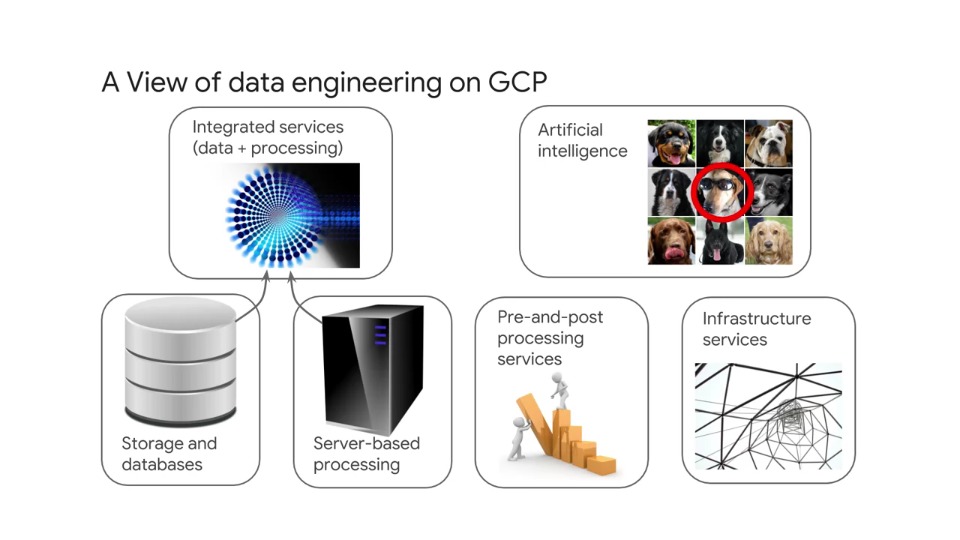 A View of data engineering on GCP
Integrated services
(data + processing)
Artificial
intelligence
Storage and
databases
Server-based
processing
Pre-and-post
processing
services
Infrastructure
services